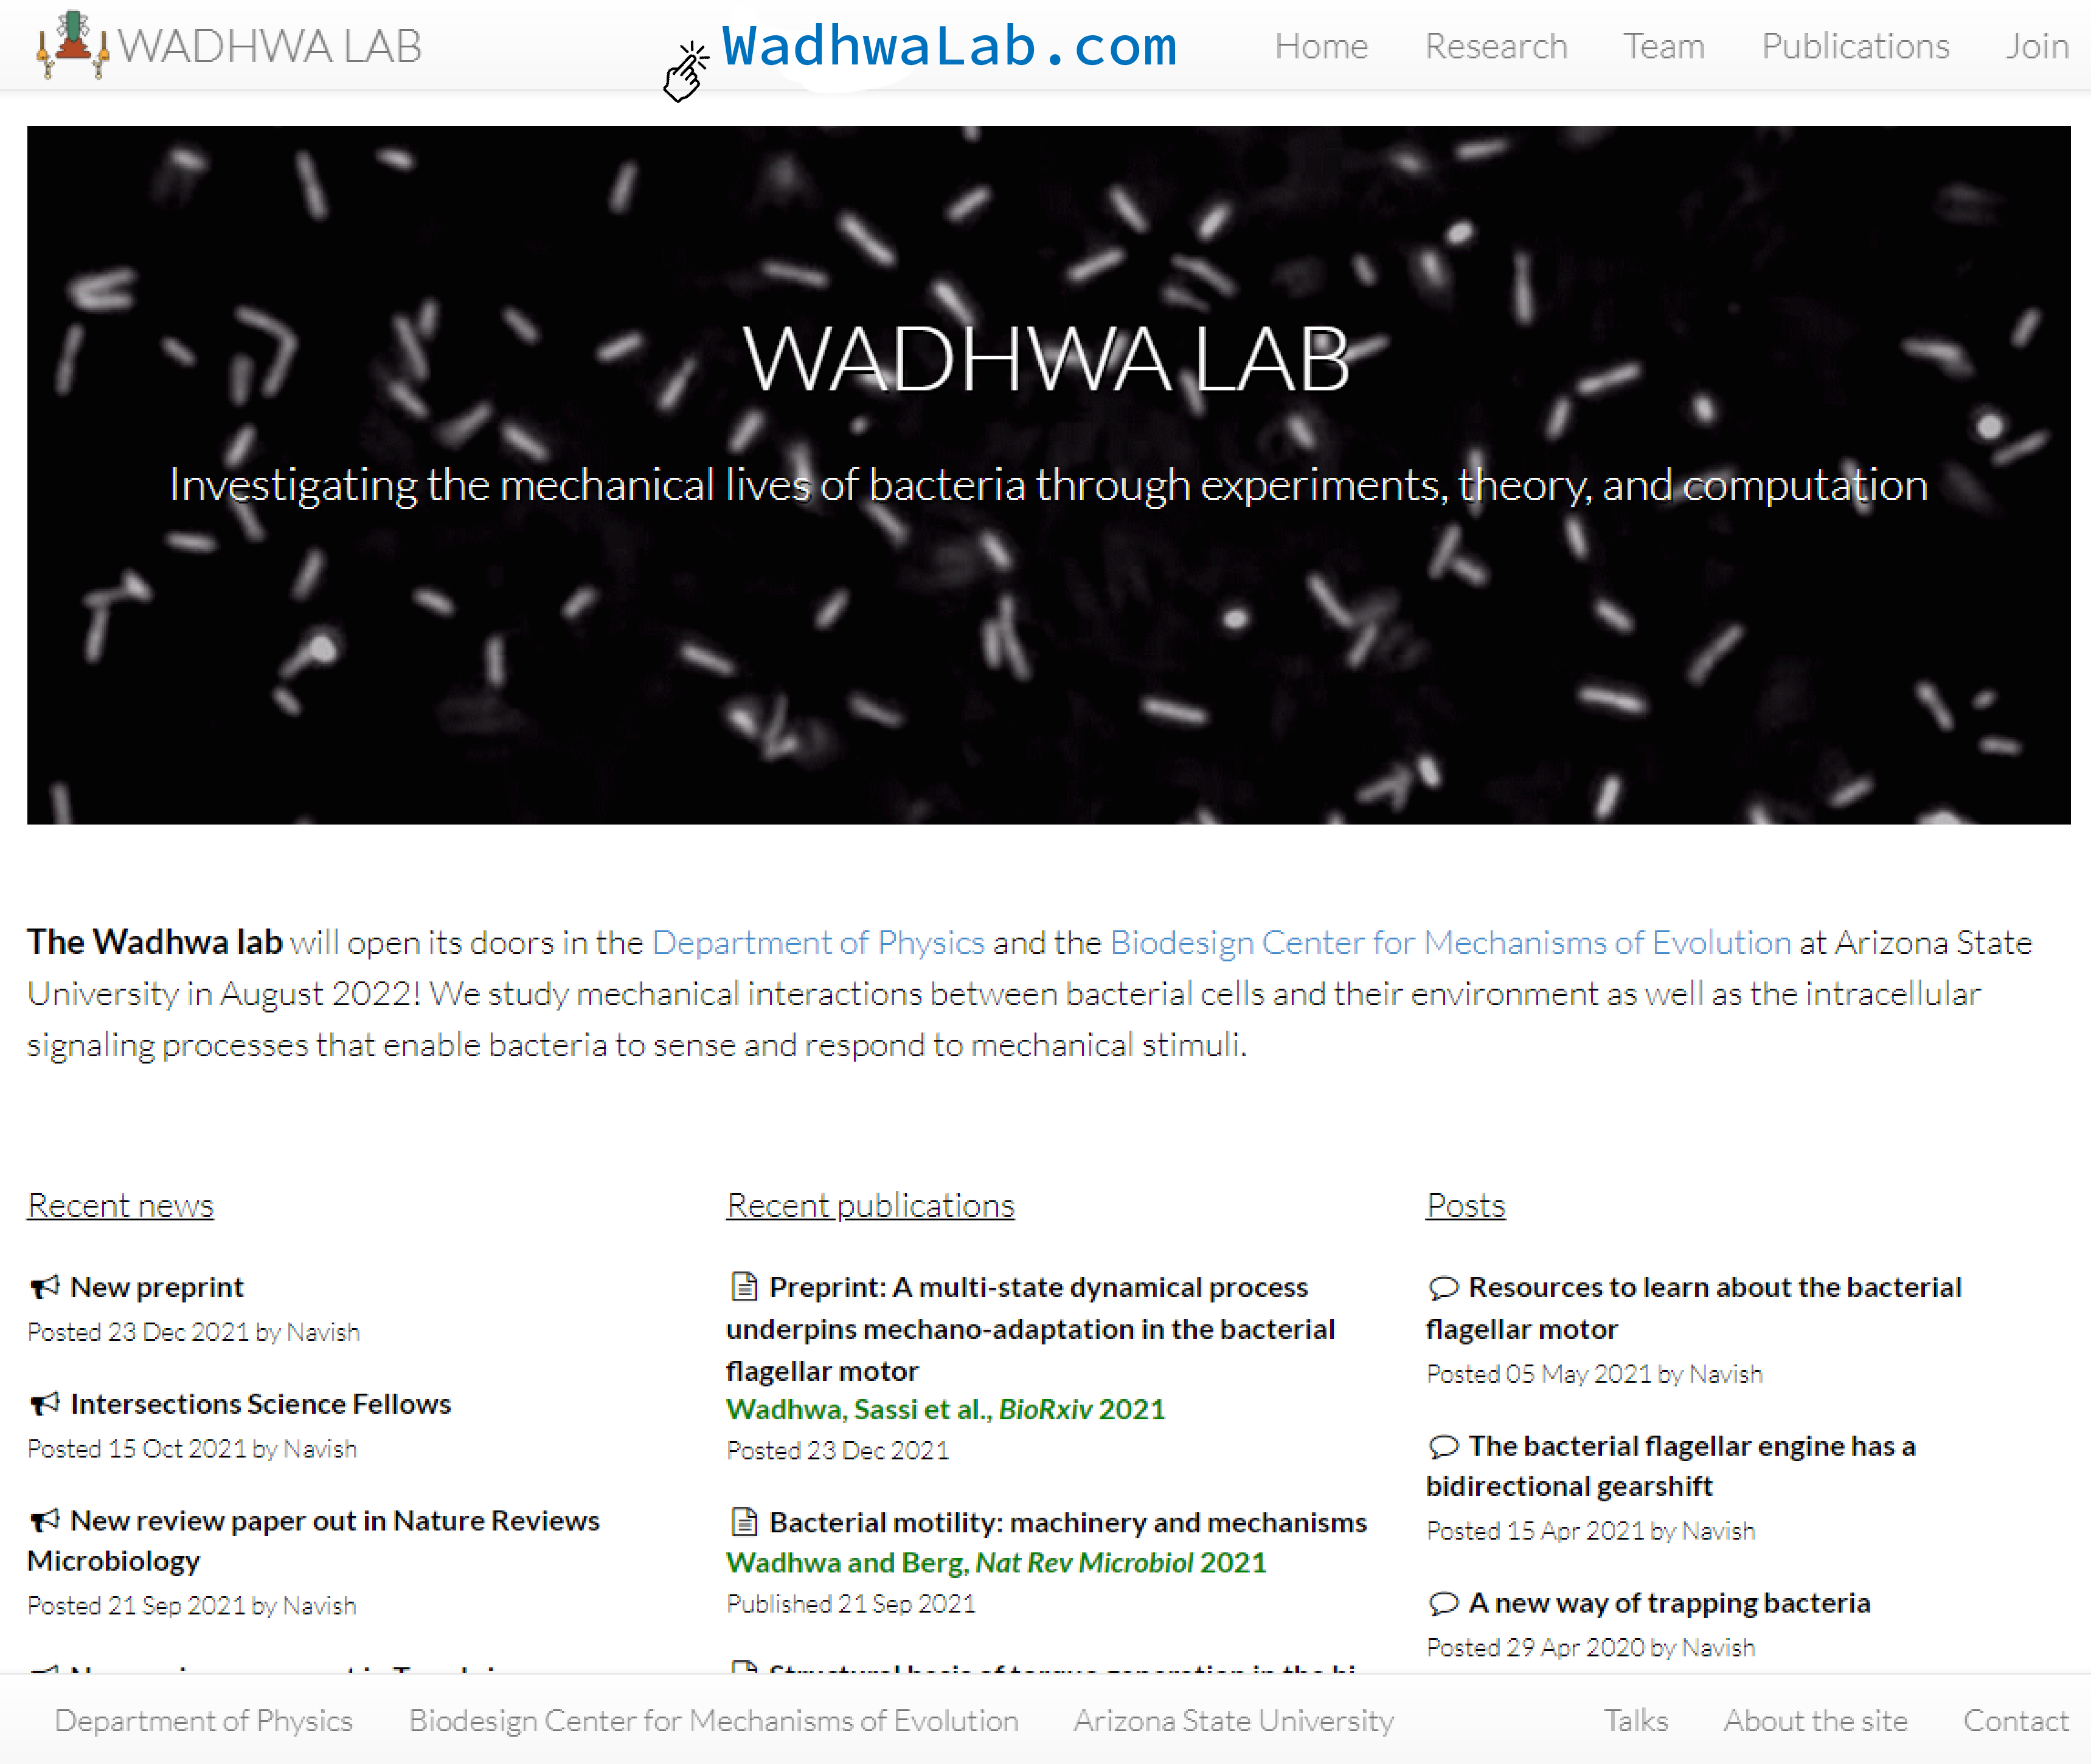 WADHWA LAB
WadhwaLab.com
Home Research Team Publications Join
WADHWA LAB
Investigating the mechanical lives of bacteria through experiments, theory, and computation
The Wadhwa lab will open its doors in the Department of Physics and the Biodesign Center for Mechanisms of Evolution at Arizona State
University in August 2022! We study mechanical interactions between bacterial cells and their environment as well as the intracellular
signaling processes that enable bacteria to sense and respond to mechanical stimuli.
Recent news
New preprint
Posted 23 Dec 2021 by Navish
Intersections Science Fellows
Posted 15 Oct 2021 by Navish
New review paper out in Nature Reviews
Microbiology
Posted 21 Sep 2021 by Navish
Recent publications
Preprint: A multi-state dynamical process
underpins mechano-adaptation in the bacterial
flagellar motor
Wadhwa, Sassi et al., BioRxiv 2021
Posted 23 Dec 2021
Bacterial motility: machinery and mechanisms
Wadhwa and Berg, Nat Rev Microbiol 2021
Published 21 Sep 2021
Structural basis of torque generation in the bi
Posts
Resources to learn about the bacterial
flagellar motor
Posted 05 May 2021 by Navish
The bacterial flagellar engine has a
bidirectional gearshift
Posted 15 Apr 2021 by Navish
A new way of trapping bacteria
Posted 29 Apr 2020 by Navish
Department of Physics Biodesign Center for Mechanisms of Evolution Arizona State University Talks About the site Contact